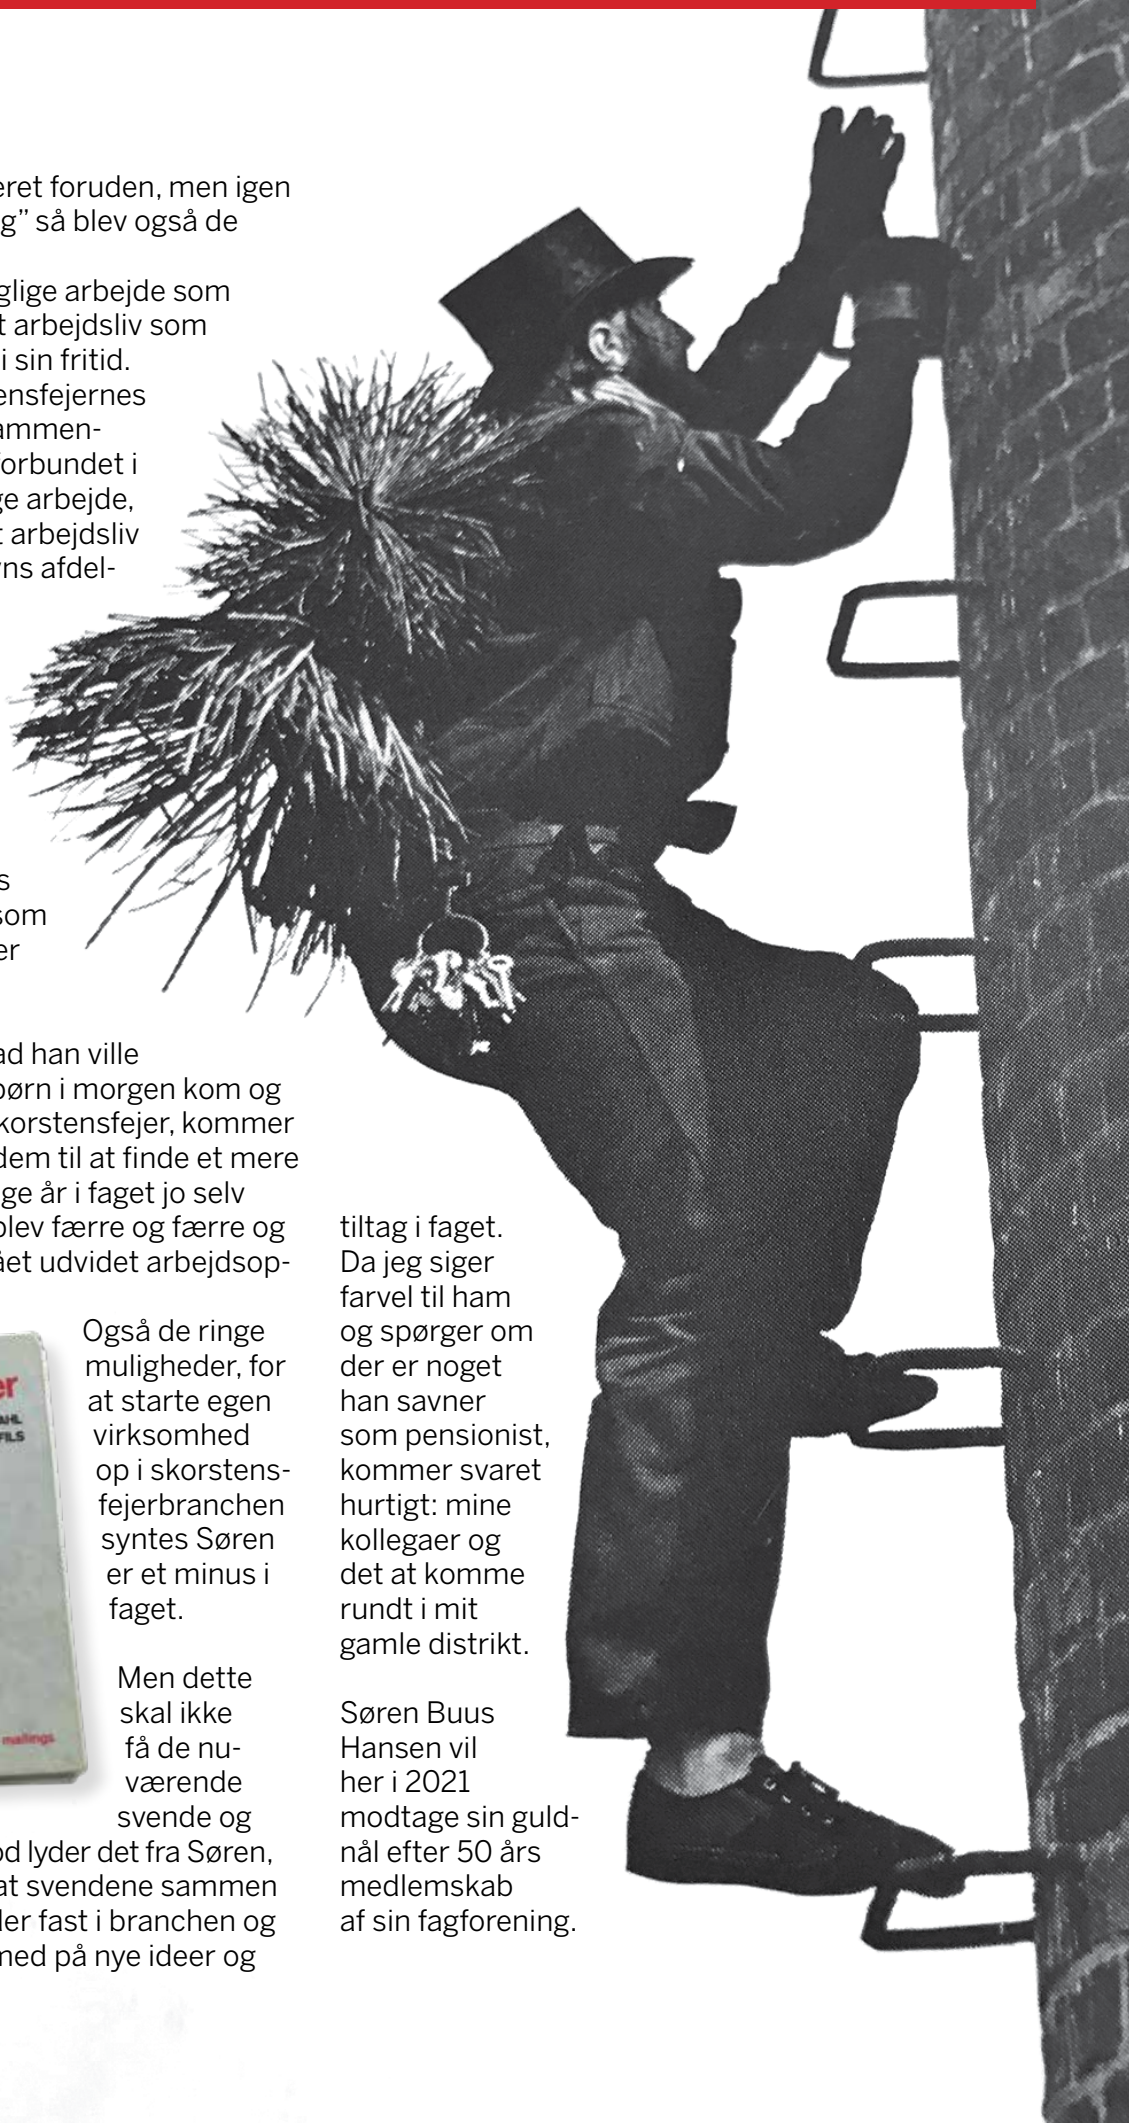 eret foruden, men igen
g” så blev også de
glige arbejde som
t arbejdsliv som
i sin fritid.
ensfejernes
ammen-
forbundet i
ge arbejde,
t arbejdsliv
ns afdel-
s
som
er
ad han ville
børn i morgen kom og
korstensfejer, kommer
dem til at finde et mere
ge år i faget jo selv
blev færre og færre og
ået udvidet arbejdsop-
Også de ringe
muligheder, for
at starte egen
virksomhed
op i skorstens-
fejerbranchen
syntes Søren
er et minus i
faget.
Men dette
skal ikke
få de nu-
værende
svende og
od lyder det fra Søren,
at svendene sammen
der fast i branchen og
med på nye ideer og
er
AHL
FILS
mallings
tiltag i faget.
Da jeg siger
farvel til ham
og spørger om
der er noget
han savner
som pensionist,
kommer svaret
hurtigt: mine
kollegaer og
det at komme
rundt i mit
gamle distrikt.
Søren Buus
Hansen vil
her i 2021
modtage sin guld-
nål efter 50 års
medlemskab
af sin fagforening.